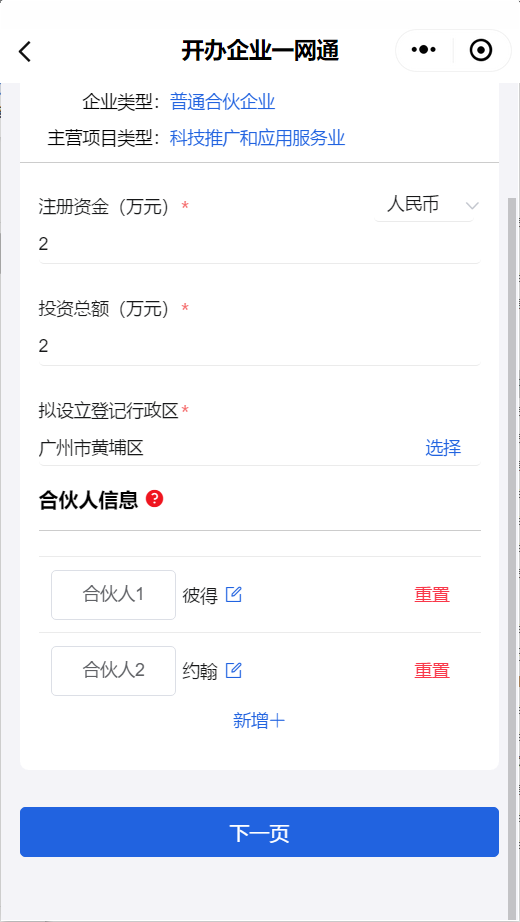 开办企业一网通
企业类型：普通合伙企业
主营项目类型：科技推广和应用服务业
注册资金（万元） * 人民币
2
投资总额（万元） *
2
拟设立登记行政区 *
广州市黄埔区 选择
合伙人信息 ?
合伙人1 彼得 重置
合伙人2 约翰 重置
新增+
下一页